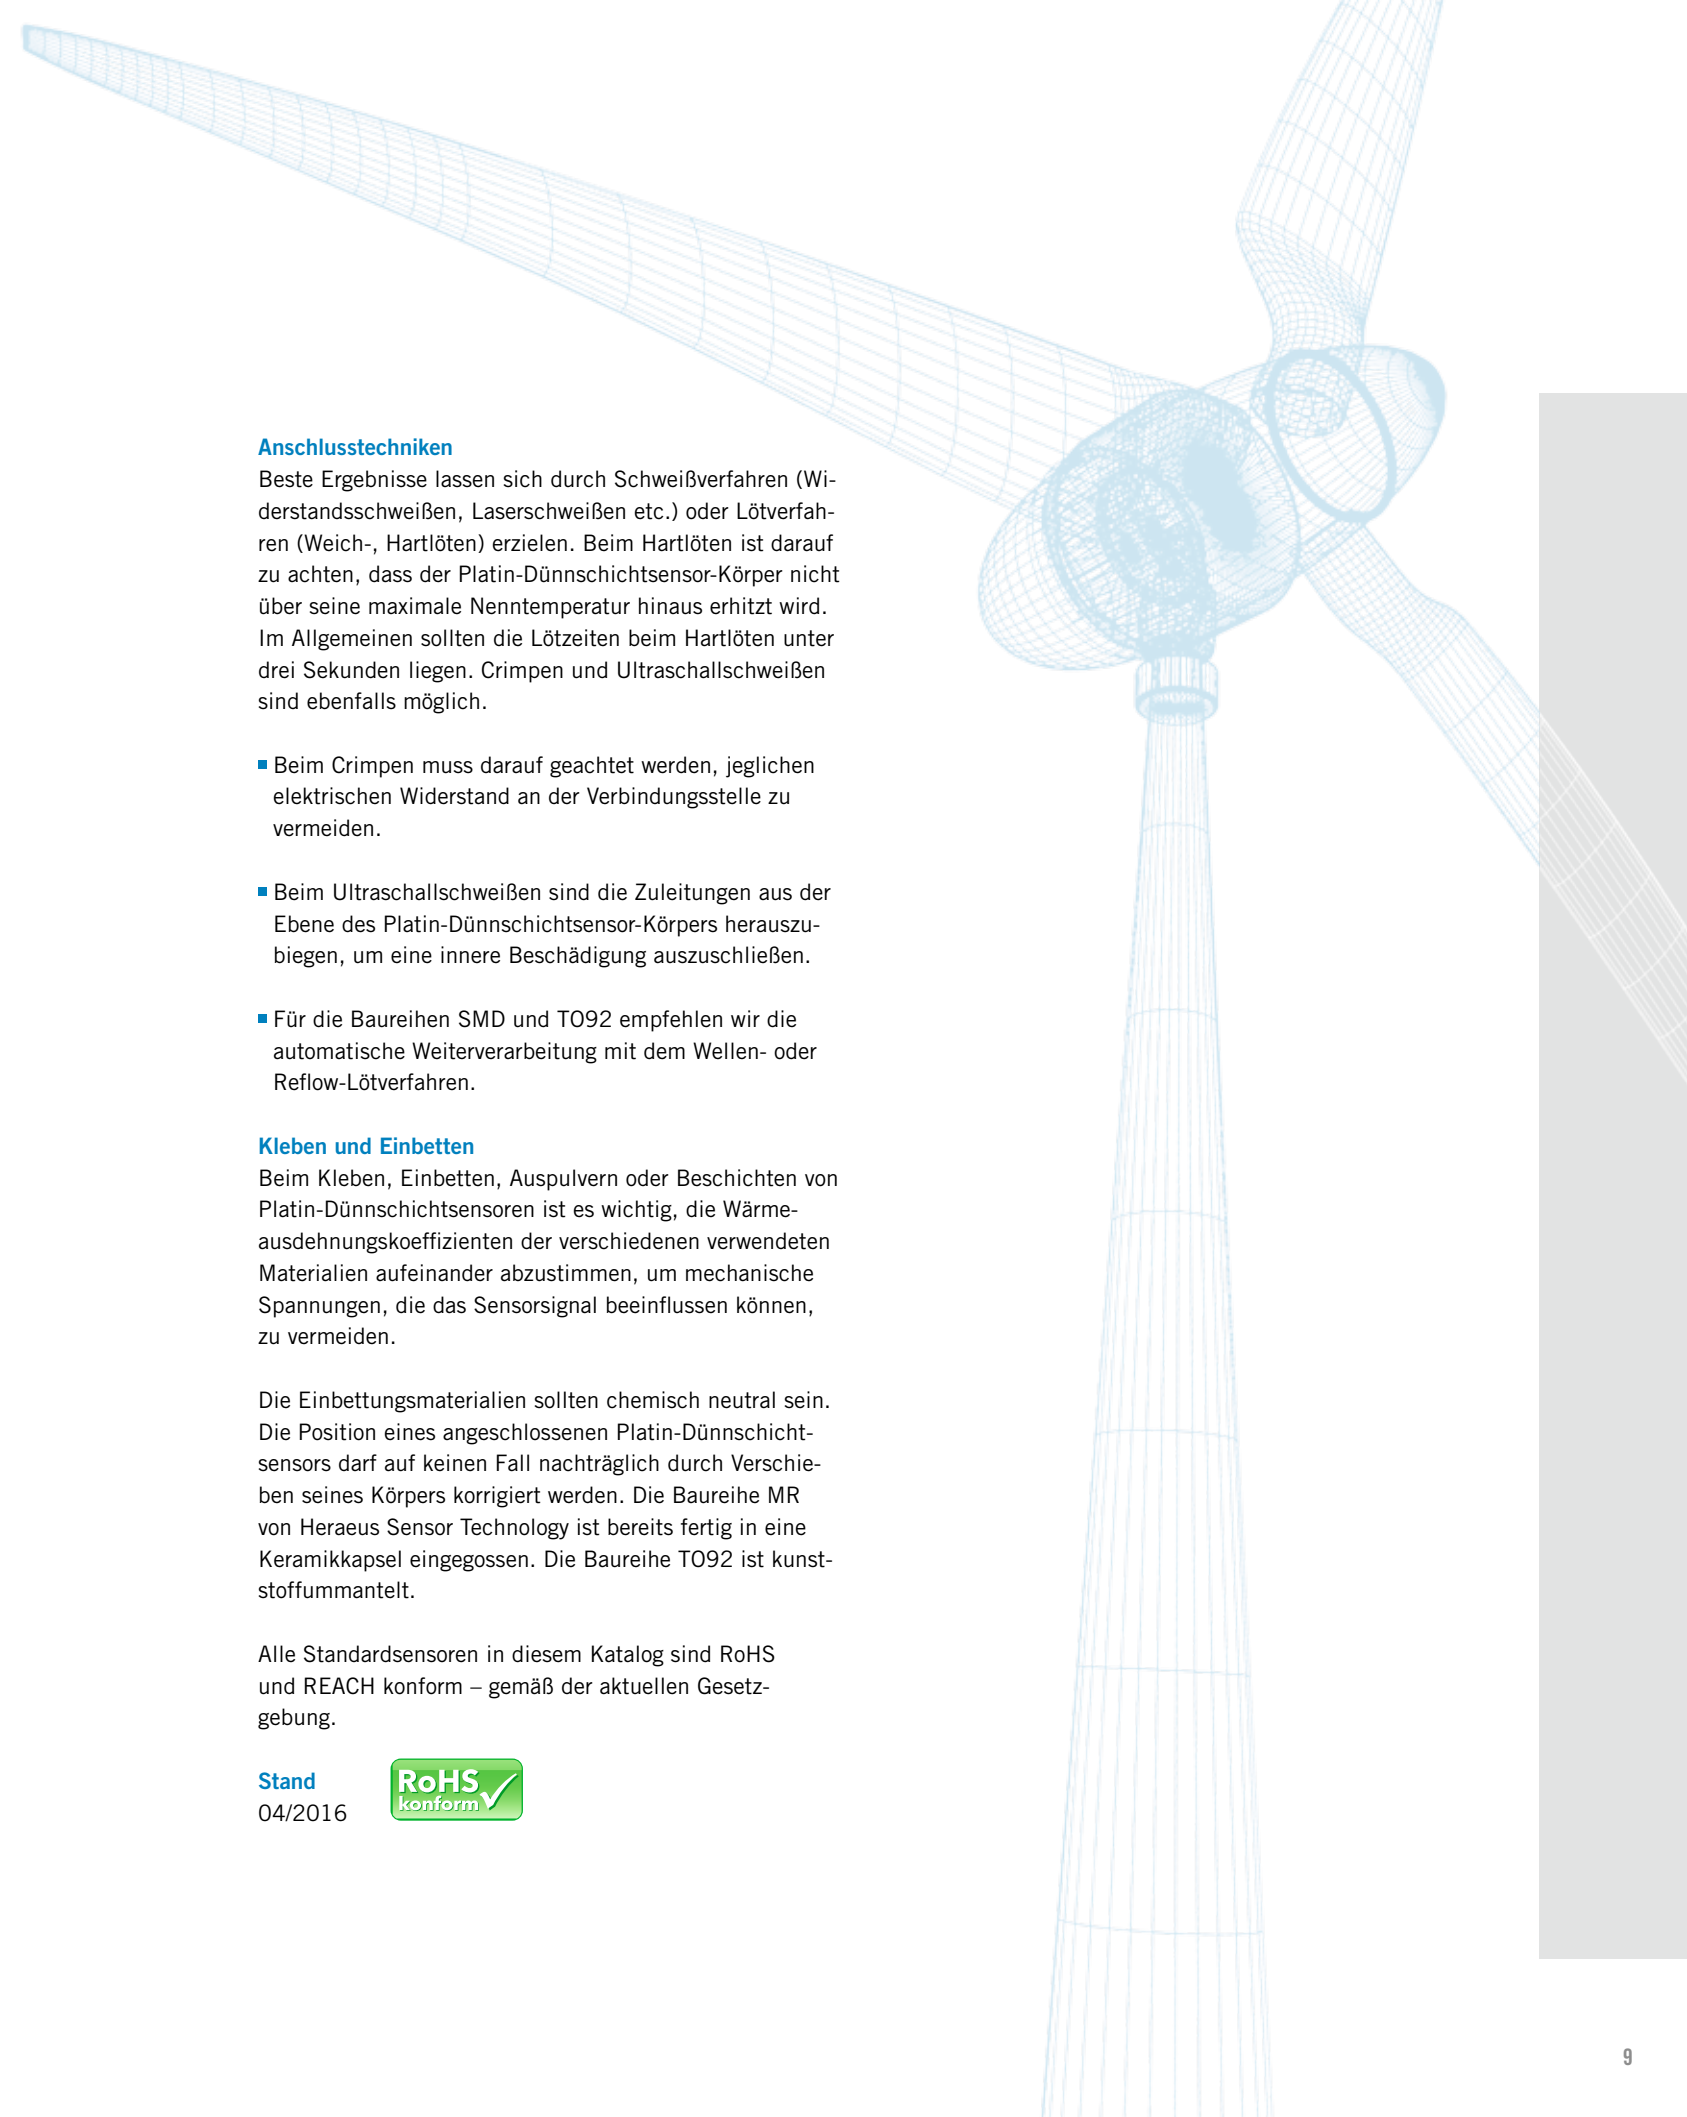 Anschlusstechniken
Beste Ergebnisse lassen sich durch Schweißverfahren (Wi-
derstandsschweißen, Laserschweißen etc.) oder Lötverfah-
ren (Weich-, Hartlöten) erzielen. Beim Hartlöten ist darauf
zu achten, dass der Platin-Dünnschichtsensor-Körper nicht
über seine maximale Nenntemperatur hinaus erhitzt wird.
Im Allgemeinen sollten die Lötzeiten beim Hartlöten unter
drei Sekunden liegen. Crimpen und Ultraschallschweißen
sind ebenfalls möglich.
Beim Crimpen muss darauf geachtet werden, jeglichen
elektrischen Widerstand an der Verbindungsstelle zu
vermeiden.
Beim Ultraschallschweißen sind die Zuleitungen aus der
Ebene des Platin-Dünnschichtsensor-Körpers herauszu-
biegen, um eine innere Beschädigung auszuschließen.
Für die Baureihen SMD und TO92 empfehlen wir die
automatische Weiterverarbeitung mit dem Wellen- oder
Reflow-Lötverfahren.
Kleben und Einbetten
Beim Kleben, Einbetten, Auspulvern oder Beschichten von
Platin-Dünnschichtsensoren ist es wichtig, die Wärme-
ausdehnungskoeffizienten der verschiedenen verwendeten
Materialien aufeinander abzustimmen, um mechanische
Spannungen, die das Sensorsignal beeinflussen können,
zu vermeiden.
Die Einbettungsmaterialien sollten chemisch neutral sein.
Die Position eines angeschlossenen Platin-Dünnschicht-
sensors darf auf keinen Fall nachträglich durch Verschie-
ben seines Körpers korrigiert werden. Die Baureihe MR
von Heraeus Sensor Technology ist bereits fertig in eine
Keramikkapsel eingegossen. Die Baureihe TO92 ist kunst-
stoffummantelt.
Alle Standardsensoren in diesem Katalog sind RoHS
und REACH konform – gemäß der aktuellen Gesetz-
gebung.
Stand
04/2016
RoHS
konform
9